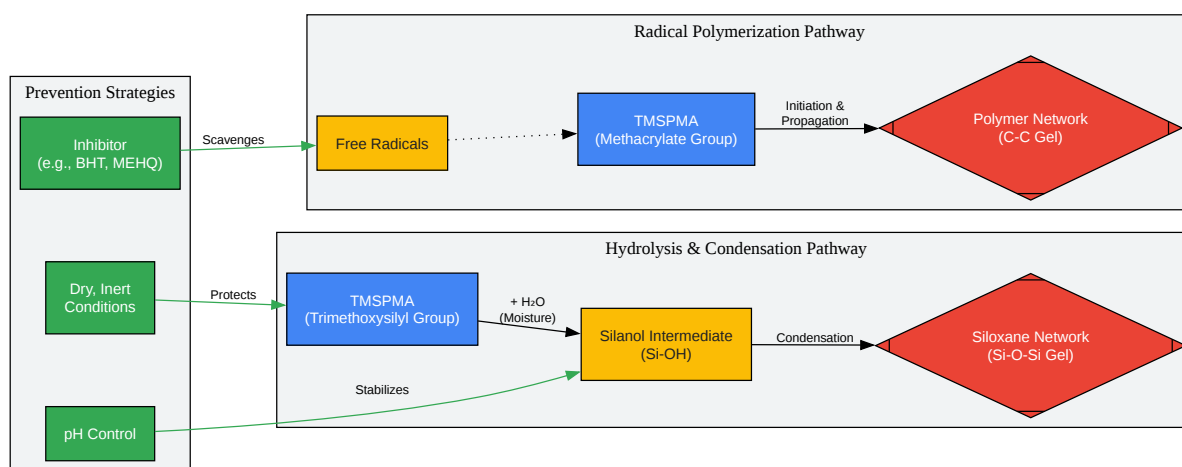 Radical Polymerization Pathway
Prevention Strategies
Inhibitor
(e.g., BHT, MEHQ)
Scavenges
Free Radicals
TMSPMA
(Methacrylate Group)
Initiation &
Propagation
Polymer Network
(C-C Gel)
Hydrolysis & Condensation Pathway
Dry, Inert
Conditions
Protects
TMSPMA
(Trimethoxysilyl Group)
+ H₂O
(Moisture)
Silanol Intermediate
(Si-OH)
Condensation
Siloxane Network
(Si-O-Si Gel)
Stabilizes
pH Control